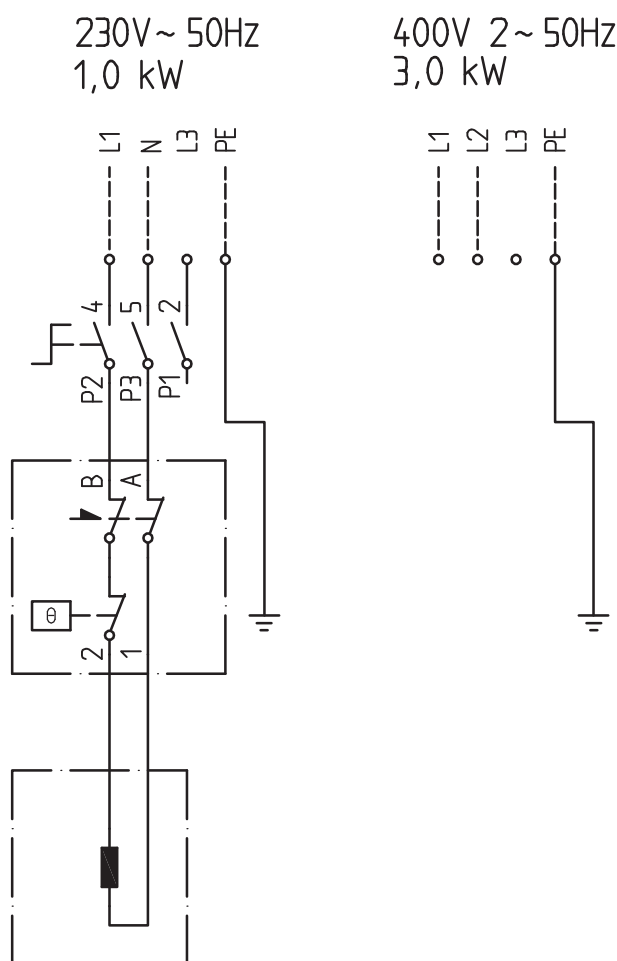 230V ~ 50Hz
1,0 kW
400V 2 ~ 50Hz
3,0 kW
L1 N L3 PE
L1 L2 L3 PE
4 5 2
P2 P3 P1
B A
θ
2 1